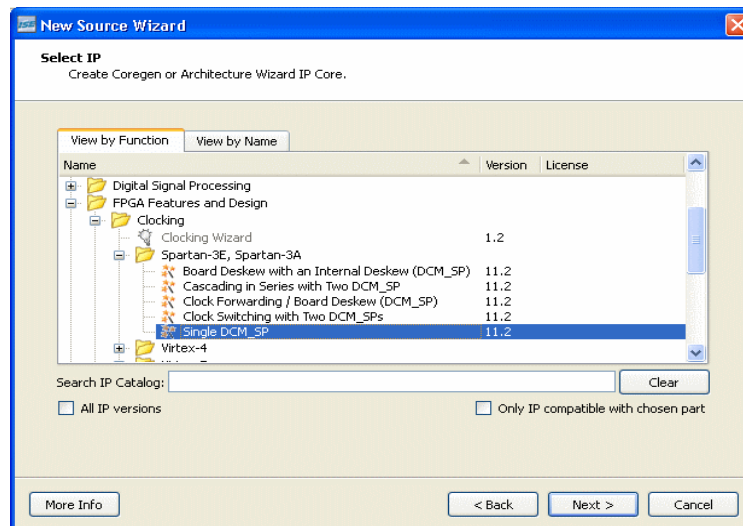 ISE New Source Wizard
Select IP
Create Coregen or Architecture Wizard IP Core.
View by Function View by Name
Name Version License
Digital Signal Processing
FPGA Features and Design
Clocking
Clocking Wizard 1.2
Spartan-3E, Spartan-3A
Board Deskew with an Internal Deskew (DCM_SP) 11.2
Cascading in Series with Two DCM_SP 11.2
Clock Forwarding / Board Deskew (DCM_SP) 11.2
Clock Switching with Two DCM_SPs 11.2
Single DCM_SP 11.2
Virtex-4
Search IP Catalog: Clear
All IP versions Only IP compatible with chosen part
More Info < Back Next > Cancel